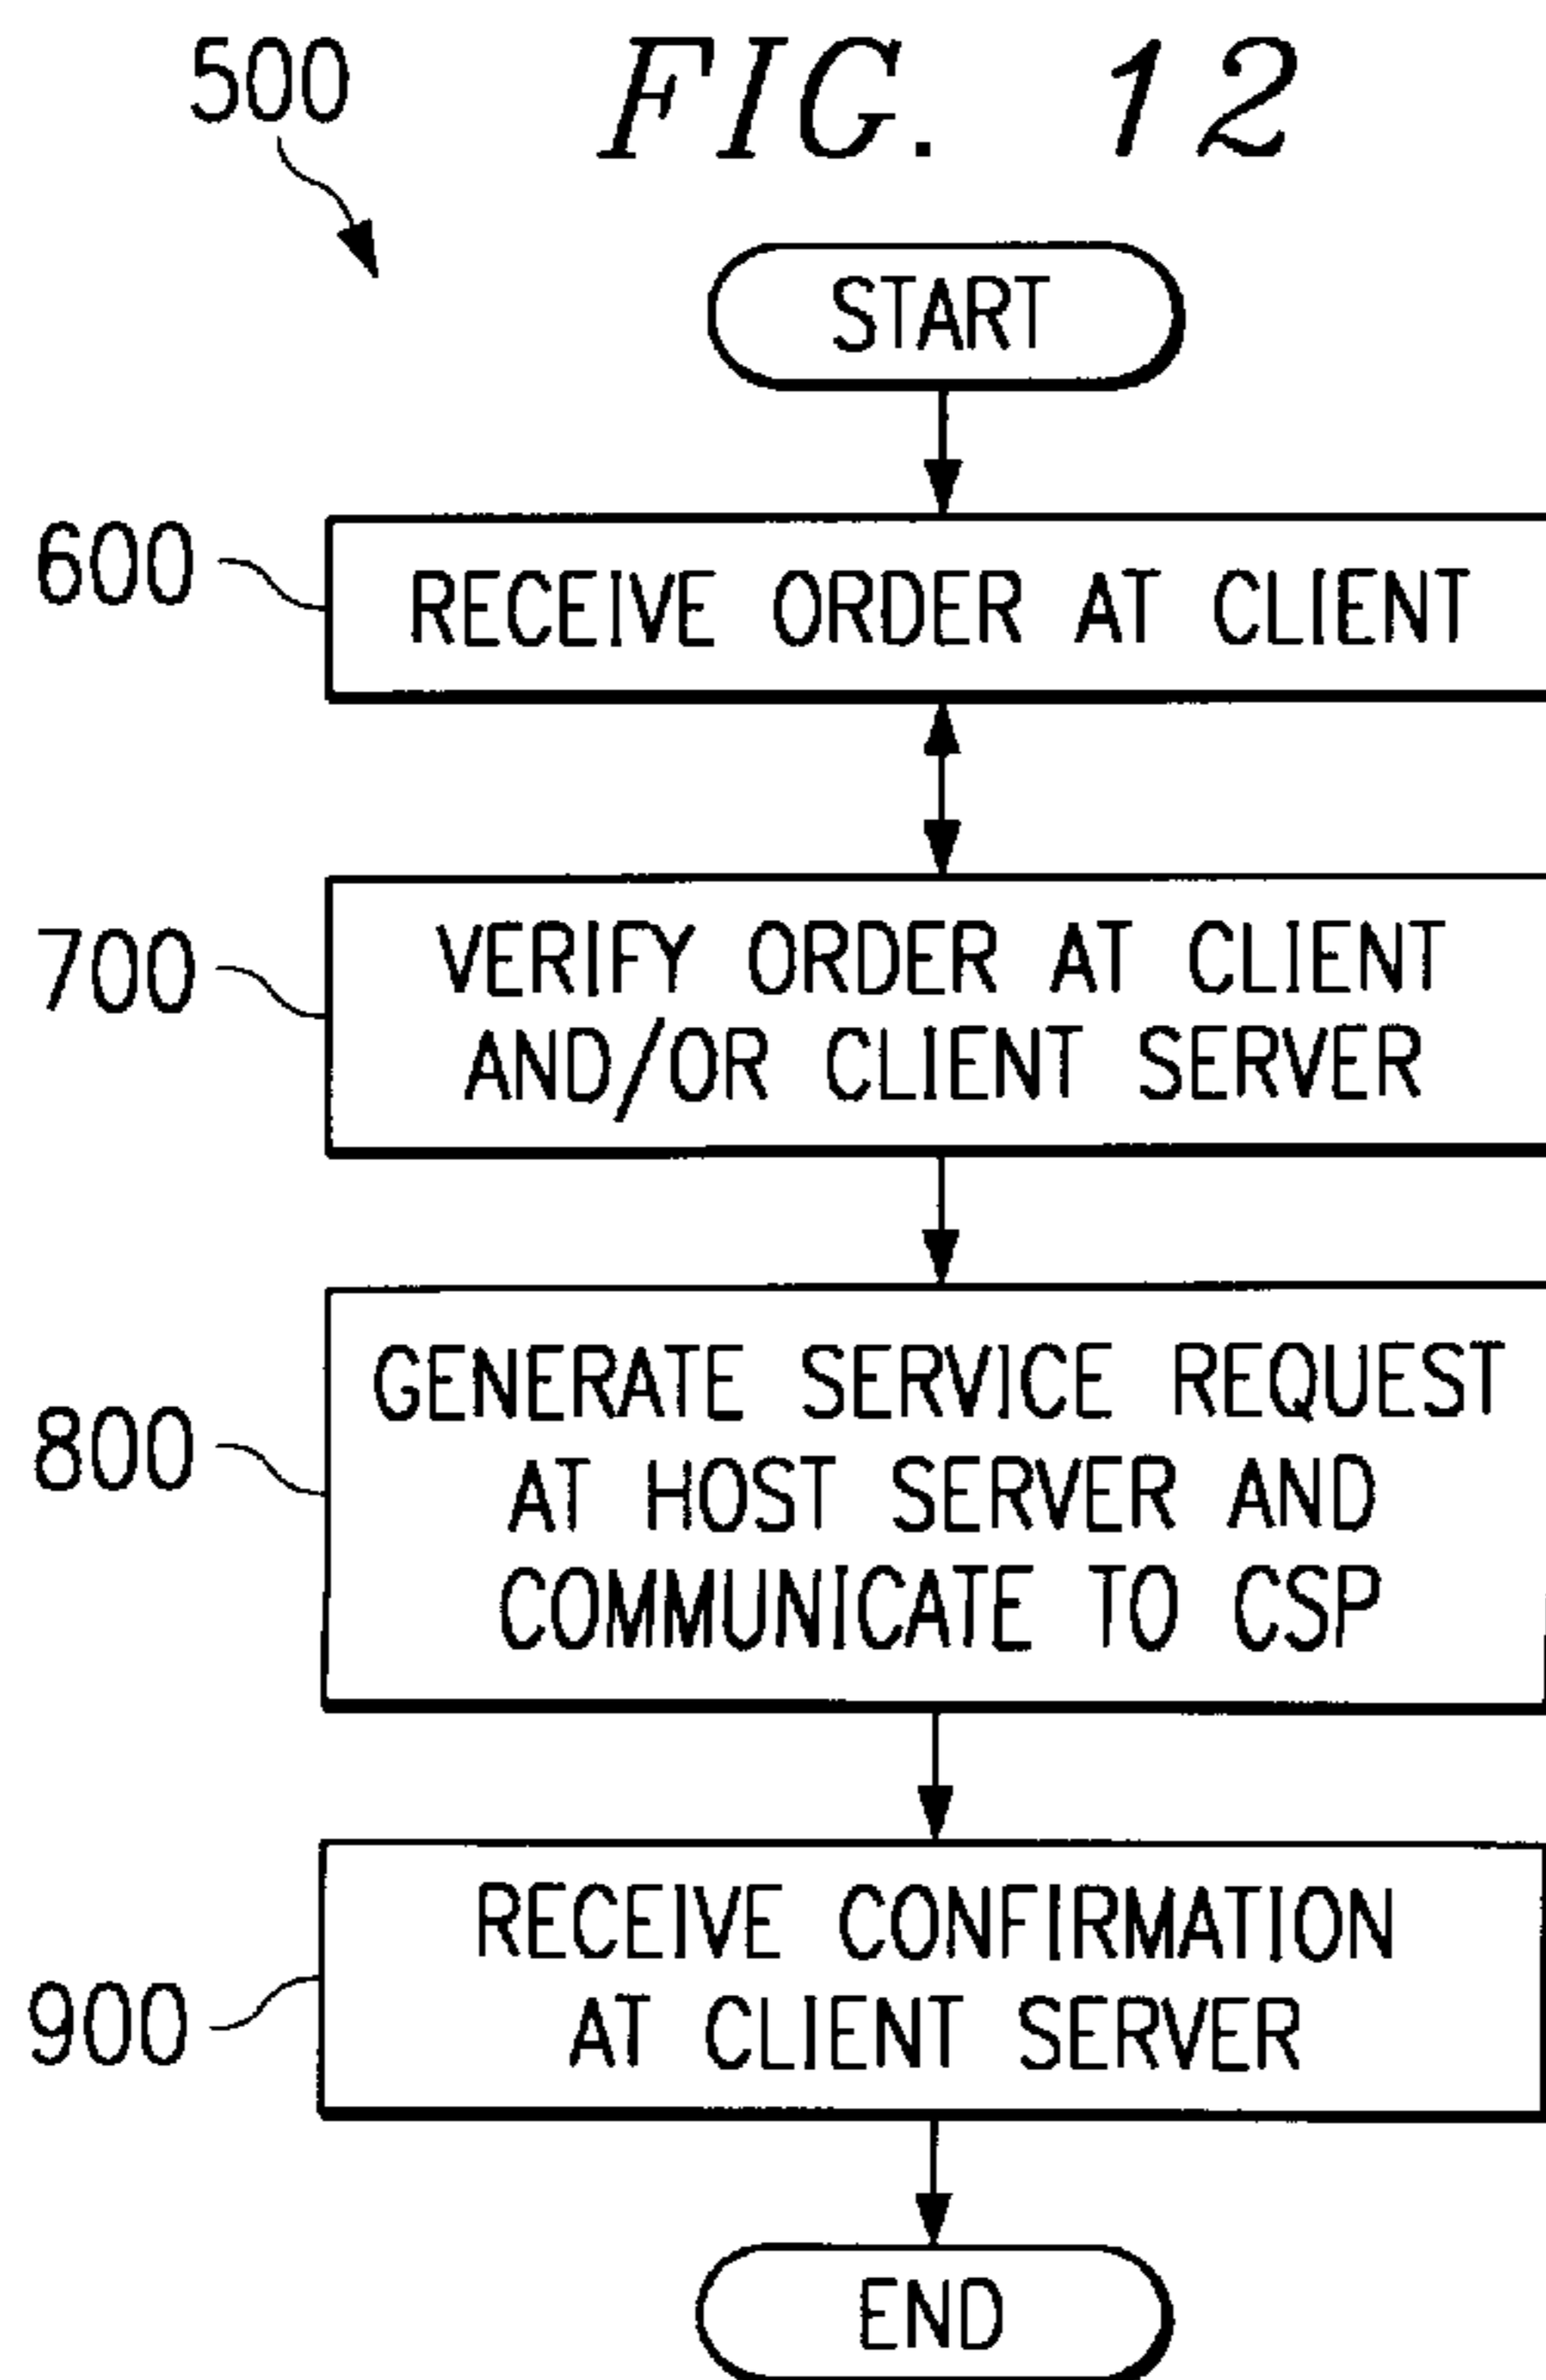 500
FIG. 12
START
600
RECEIVE ORDER AT CLIENT
700
VERIFY ORDER AT CLIENT
AND/OR CLIENT SERVER
800
GENERATE SERVICE REQUEST
AT HOST SERVER AND
COMMUNICATE TO CSP
900
RECEIVE CONFIRMATION
AT CLIENT SERVER
END